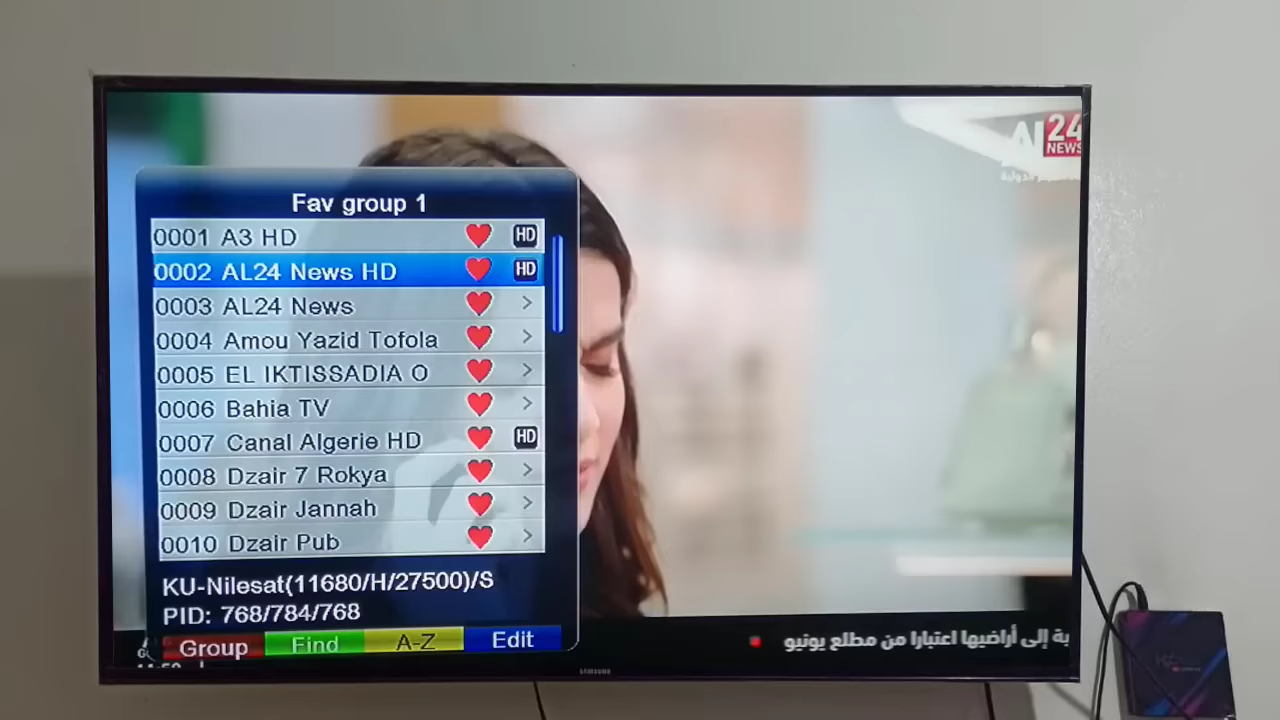 Fav group 1
0001 A3 HD HD
0002 AL24 News HD HD
0003 AL24 News
0004 Amou Yazid Tofola
0005 EL IKTISSADIA O
0006 Bahia TV
0007 Canal Algerie HD HD
0008 Dzair 7 Rokya
0009 Dzair Jannah
0010 Dzair Pub
KU-Nilesat(11680/H/27500)/S
PID: 768/784/768
Group Find A-Z Edit
AL 24
NEWS
الدولية
ية إلى أراضيها اعتبارا من مطلع يونيو
SAMSUNG